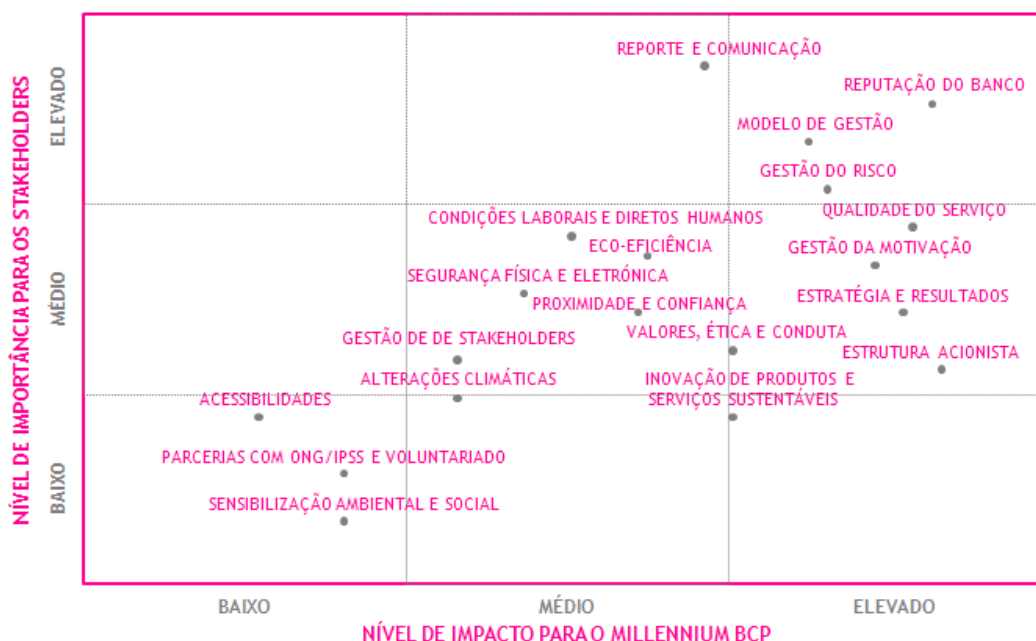 NÍVEL DE IMPORTÂNCIA PARA OS STAKEHOLDERS
ELEVADO
MÉDIO
BAIXO
REPORTE E COMUNICAÇÃO
REPUTAÇÃO DO BANCO
MODELO DE GESTÃO
GESTÃO DO RISCO
QUALIDADE DO SERVIÇO
CONDIÇÕES LABORAIS E DIRETOS HUMANOS
ECO-EFICIÊNCIA
GESTÃO DA MOTIVAÇÃO
SEGURANÇA FÍSICA E ELETRÓNICA
ESTRATÉGIA E RESULTADOS
PROXIMIDADE E CONFIANÇA
VALORES, ÉTICA E CONDUTA
GESTÃO DE DE STAKEHOLDERS
ESTRUTURA ACIONISTA
ALTERAÇÕES CLIMÁTICAS
INOVAÇÃO DE PRODUTOS E
SERVIÇOS SUSTENTÁVEIS
ACESSIBILIDADES
PARCERIAS COM ONG/IPSS E VOLUNTARIADO
SENSIBILIZAÇÃO AMBIENTAL E SOCIAL
BAIXO
MÉDIO
ELEVADO
NÍVEL DE IMPACTO PARA O MILLENNIUM BCP